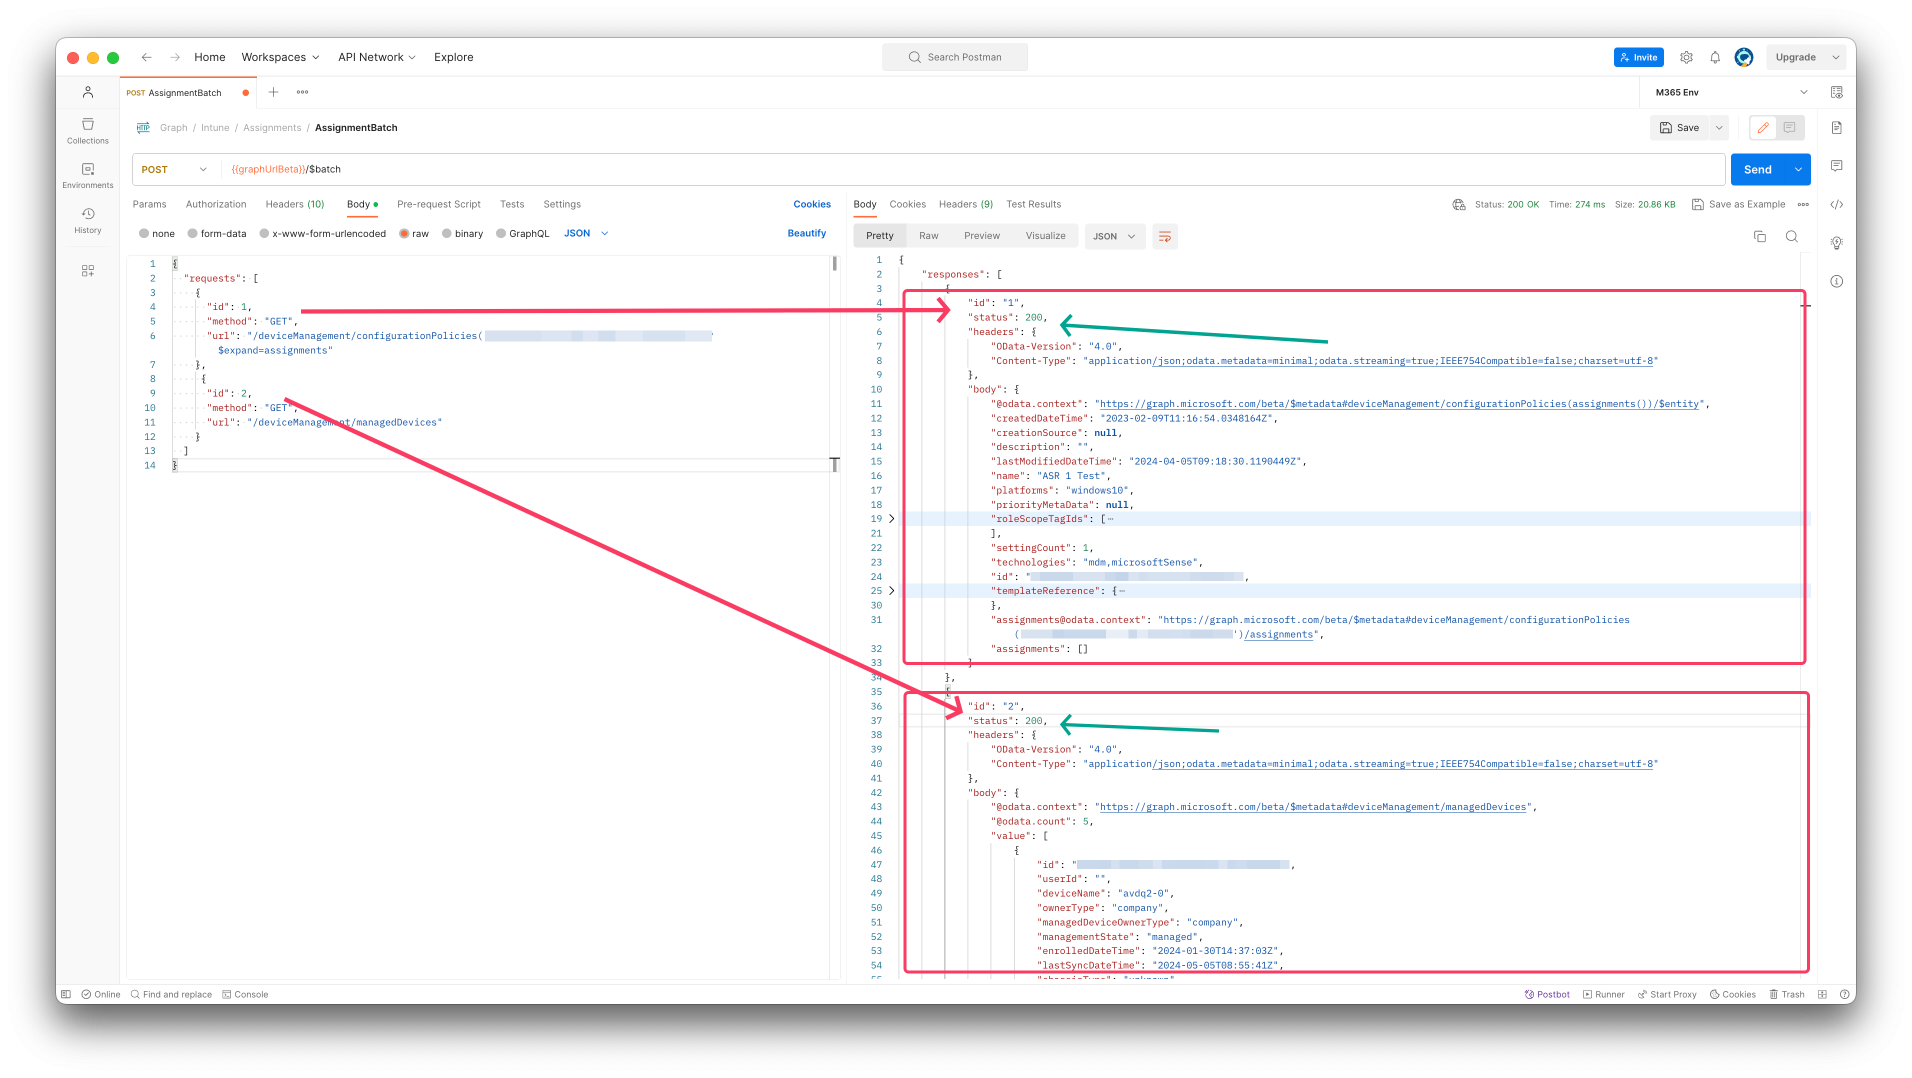 Home Workspaces API Network Explore
Search Postman
Invite
Upgrade
POST AssignmentBatch
M365 Env
Collections
Environments
History
HTTP Graph / Intune / Assignments / AssignmentBatch
Save
POST {{graphUrlBeta}}/$batch
Send
Params Authorization Headers (10) Body Pre-request Script Tests Settings Cookies
none form-data x-www-form-urlencoded raw binary GraphQL JSON Beautify
1 {
2 "requests": [
3 {
4 "id": 1,
5 "method": "GET",
6 "url": "/deviceManagement/configurationPolicies(
$expand=assignments"
7 },
8 {
9 "id": 2,
10 "method": "GET",
11 "url": "/deviceManagement/managedDevices"
12 }
13 ]
14 }
Body Cookies Headers (9) Test Results
Status: 200 OK Time: 274 ms Size: 20.86 KB Save as Example
Pretty Raw Preview Visualize JSON
1 {
2 "responses": [
3 {
4 "id": "1",
5 "status": 200,
6 "headers": {
7 "OData-Version": "4.0",
8 "Content-Type": "application/json;odata.metadata=minimal;odata.streaming=true;IEEE754Compatible=false;charset=utf-8"
9 },
10 "body": {
11 "@odata.context": "https://graph.microsoft.com/beta/$metadata#deviceManagement/configurationPolicies(assignments())/$entity",
12 "createdDateTime": "2023-02-09T11:16:54.0348164Z",
13 "creationSource": null,
14 "description": "",
15 "lastModifiedDateTime": "2024-04-05T09:18:30.1190449Z",
16 "name": "ASR 1 Test",
17 "platforms": "windows10",
18 "priorityMetaData": null,
19 "roleScopeTagIds": [
21 ],
22 "settingCount": 1,
23 "technologies": "mdm,microsoftSense",
24 "id": "
25 "templateReference": {
30 },
31 "assignments@odata.context": "https://graph.microsoft.com/beta/$metadata#deviceManagement/configurationPolicies
(')/assignments",
32 "assignments": []
33 }
34 },
35 {
36 "id": "2",
37 "status": 200,
38 "headers": {
39 "OData-Version": "4.0",
40 "Content-Type": "application/json;odata.metadata=minimal;odata.streaming=true;IEEE754Compatible=false;charset=utf-8"
41 },
42 "body": {
43 "@odata.context": "https://graph.microsoft.com/beta/$metadata#deviceManagement/managedDevices",
44 "@odata.count": 5,
45 "value": [
46 {
47 "id": "
48 "userId": "",
49 "deviceName": "avdq2-0",
50 "ownerType": "company",
51 "managedDeviceOwnerType": "company",
52 "managementState": "managed",
53 "enrolledDateTime": "2024-01-30T14:37:03Z",
54 "lastSyncDateTime": "2024-05-05T08:55:41Z",
Online Find and replace Console
Postbot Runner Start Proxy Cookies Trash